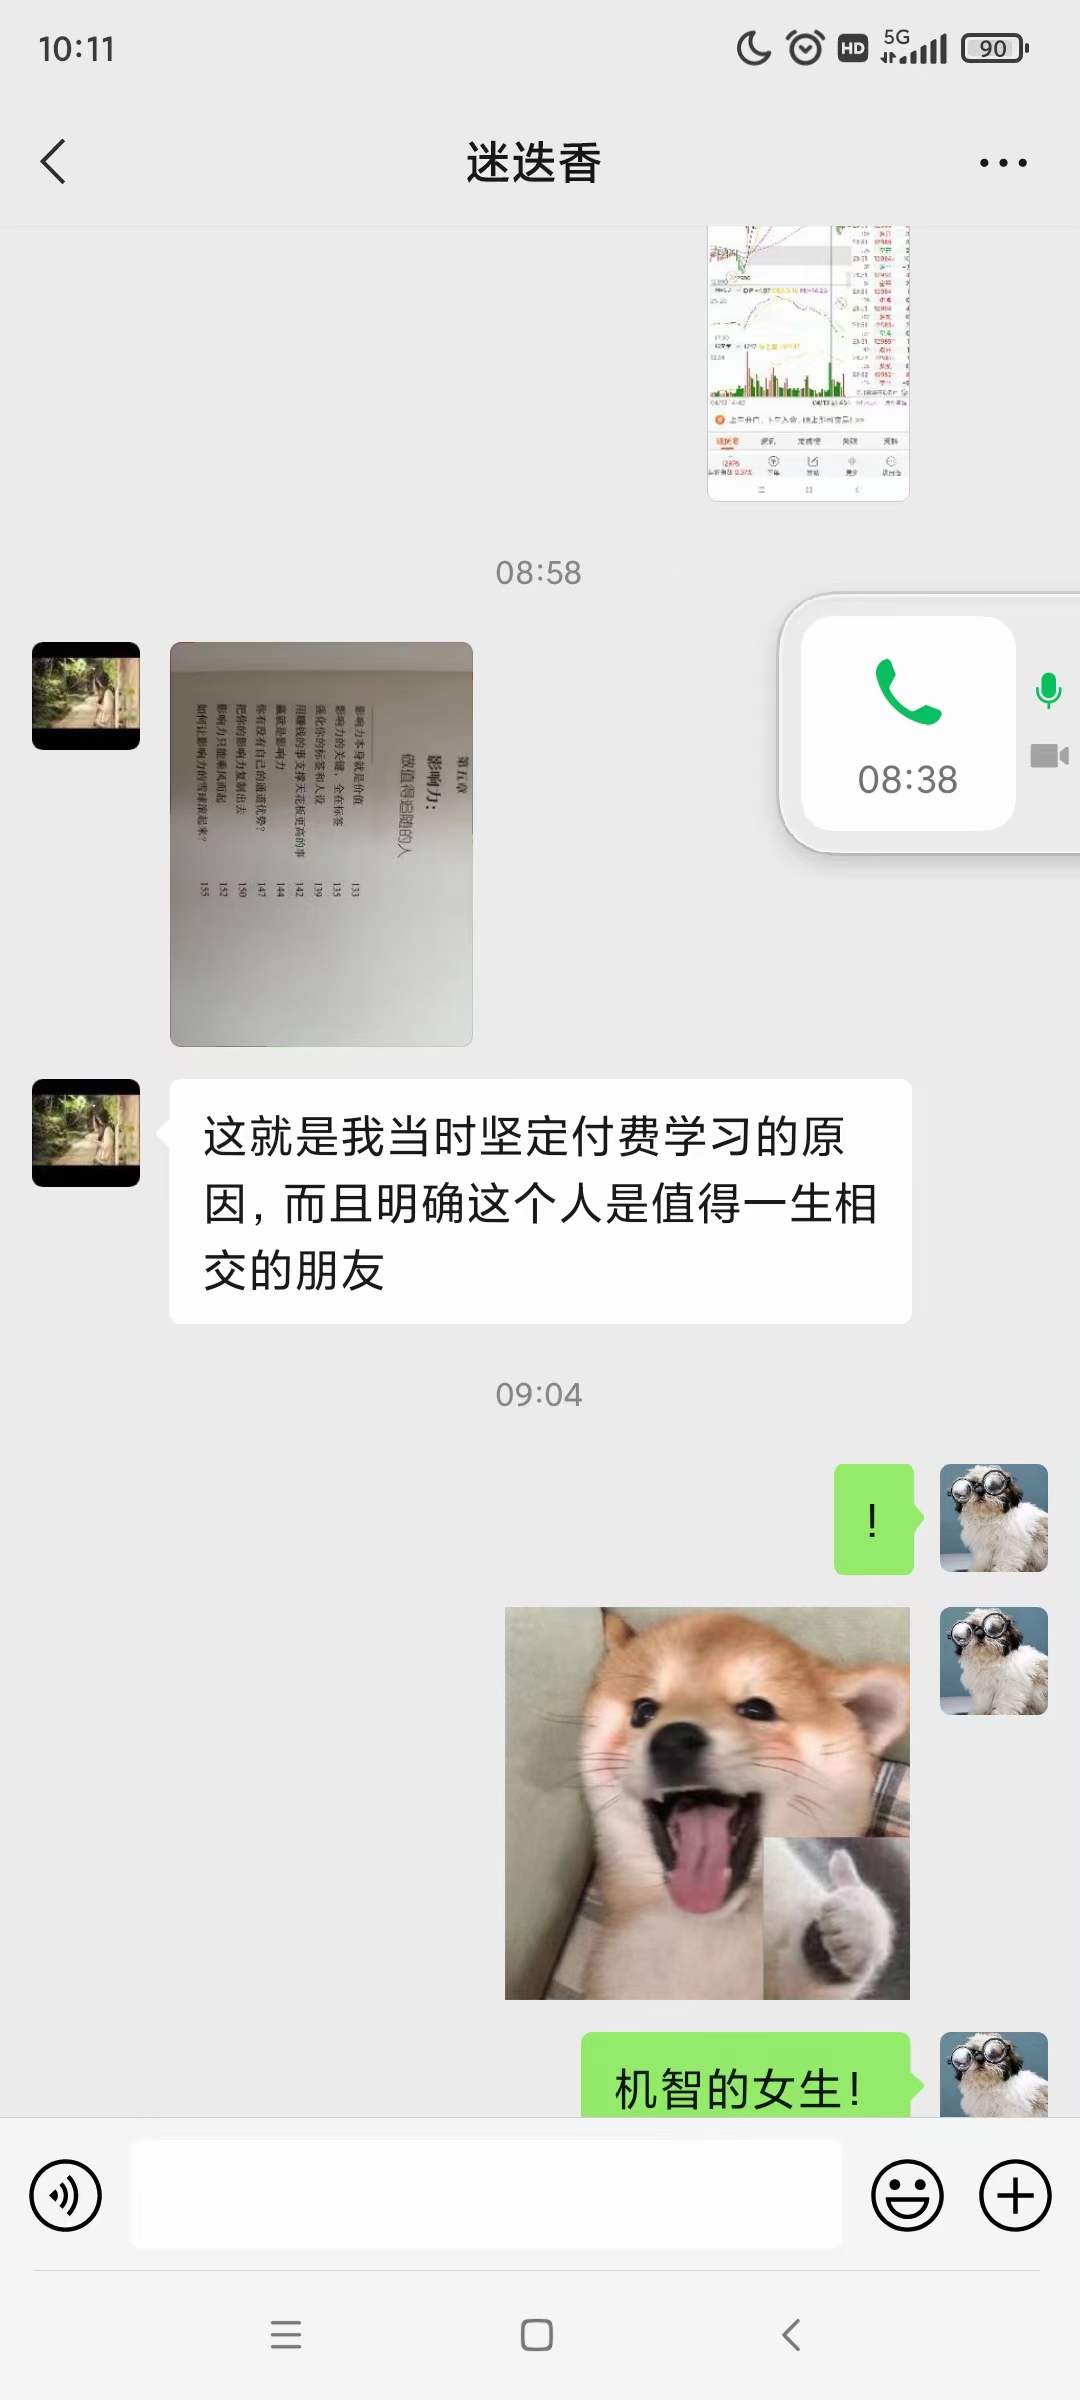 10:11
HD
5G
90
迷迭香
08:58
08:38
第五章
影响力:
做值得追随的人
影响力本身就是价值 133
影响力的关键,全在标签 135
强化你的标签和人设 139
用赚钱的事支撑天花板更高的事 142
赢就是影响力 144
你有没有自己的通道优势? 147
把你的影响力复制出去 150
影响力只能乘风而起 152
如何让影响力的雪球滚起来? 155
这就是我当时坚定付费学习的原
因,而且明确这个人是值得一生相
交的朋友
09:04
!
机智的女生!